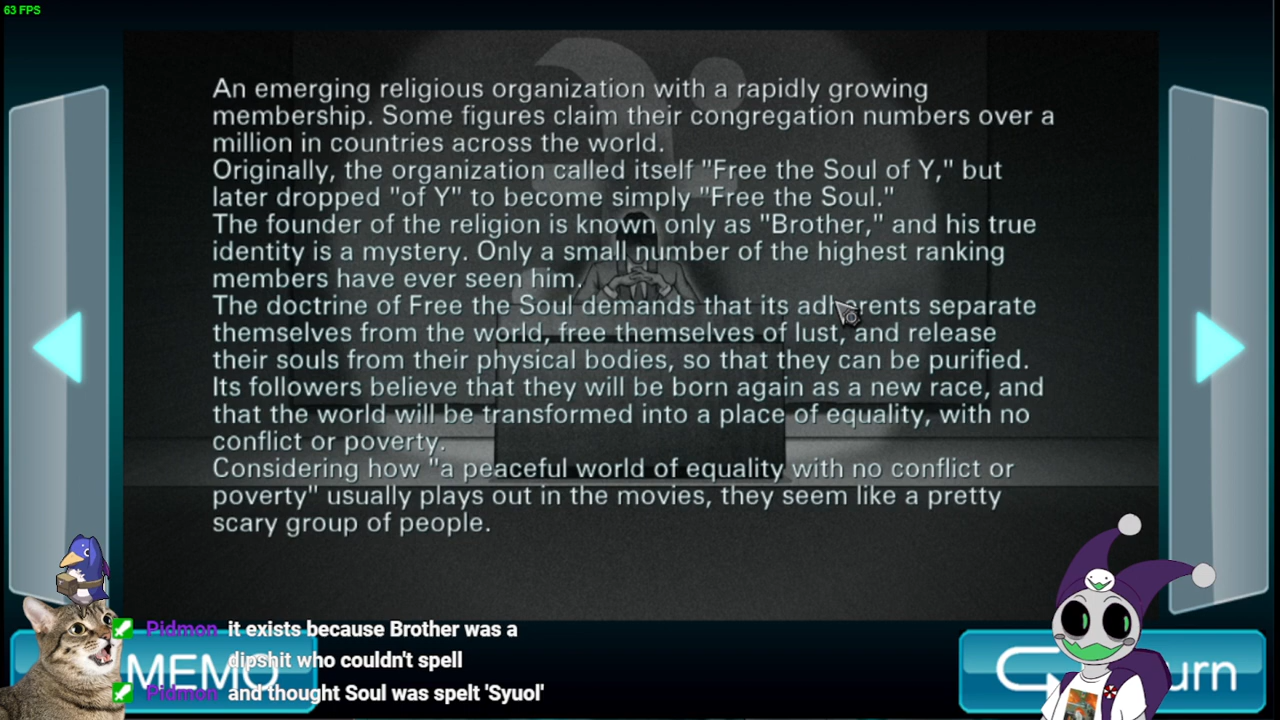 63 FPS
An emerging religious organization with a rapidly growing
membership. Some figures claim their congregation numbers over a
million in countries across the world.
Originally, the organization called itself "Free the Soul of Y," but
later dropped "of Y" to become simply "Free the Soul."
The founder of the religion is known only as "Brother," and his true
identity is a mystery. Only a small number of the highest ranking
members have ever seen him.
The doctrine of Free the Soul demands that its adherents separate
themselves from the world, free themselves of lust, and release
their souls from their physical bodies, so that they can be purified.
Its followers believe that they will be born again as a new race, and
that the world will be transformed into a place of equality, with no
conflict or poverty.
Considering how "a peaceful world of equality with no conflict or
poverty" usually plays out in the movies, they seem like a pretty
scary group of people.
Pidmon it exists because Brother was a
dipshit who couldn't spell
Pidmon and thought Soul was spelt 'Syuol'
MEMO
urn